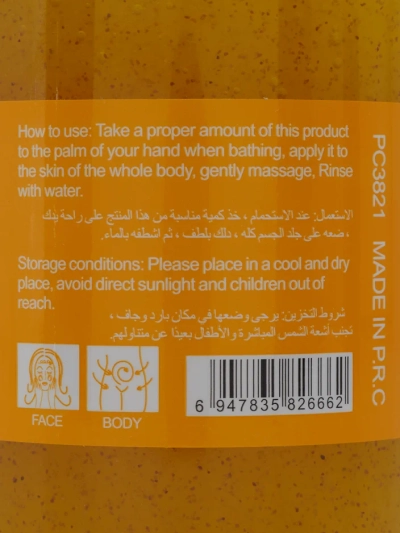 How to use: Take a proper amount of this product
to the palm of your hand when bathing, apply it to
the skin of the whole body, gently massage, Rinse
with water.
الاستعمال: عند الاستحمام ، خذ كمية مناسبة من هذا المنتج على راحة يدك
، ضعه على جلد الجسم كله ، دلك بلطف ، ثم اشطفه بالماء.
Storage conditions: Please place in a cool and dry
place, avoid direct sunlight and children out of
reach.
شروط التخزين: يرجى وضعها في مكان بارد وجاف ،
تجنب أشعة الشمس المباشرة والأطفال بعيدًا عن متناولهم.
FACE
BODY
6 947835 826662
PC3821 MADE IN P.R.C